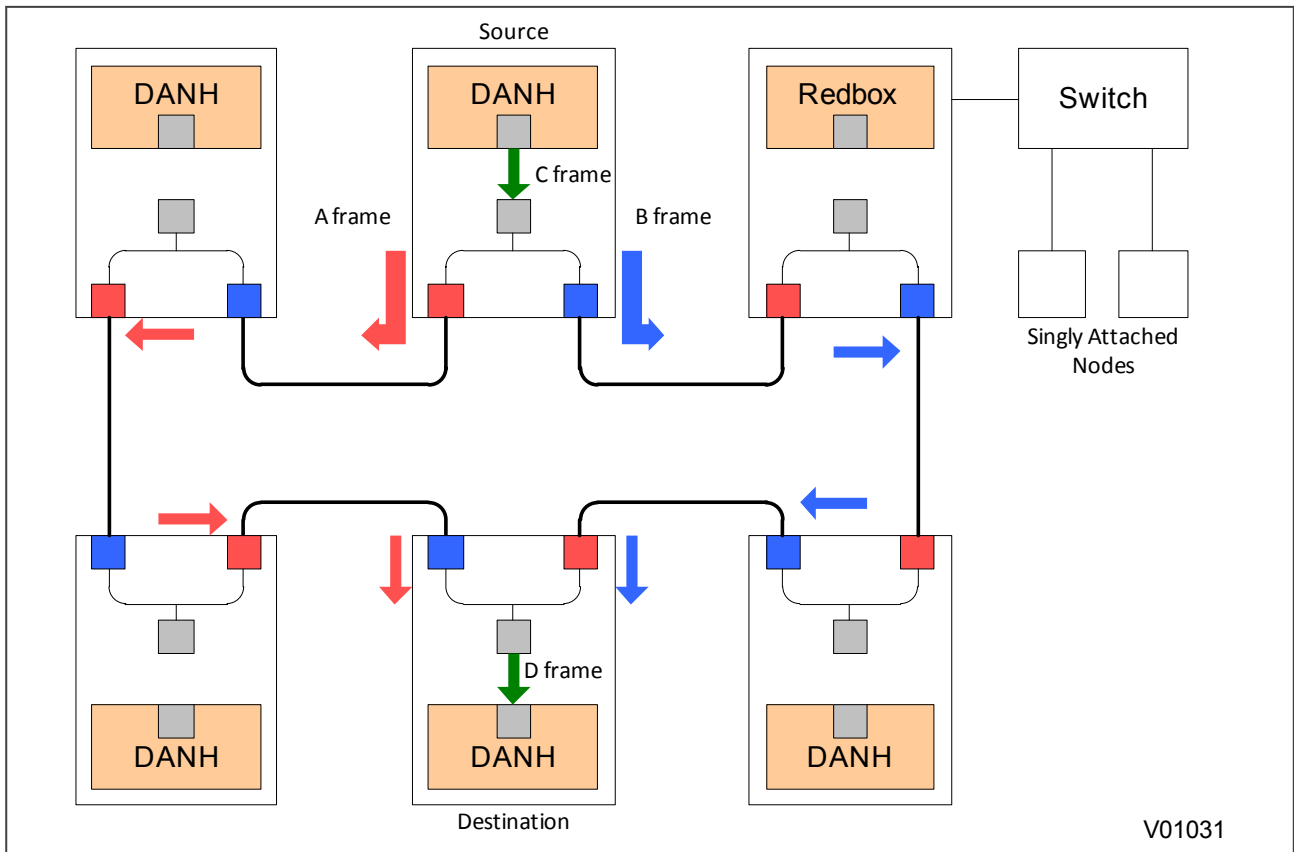 Source
DANH
DANH
Redbox
Switch
C frame
A frame
B frame
Singly Attached
Nodes
D frame
DANH
DANH
DANH
Destination
V01031